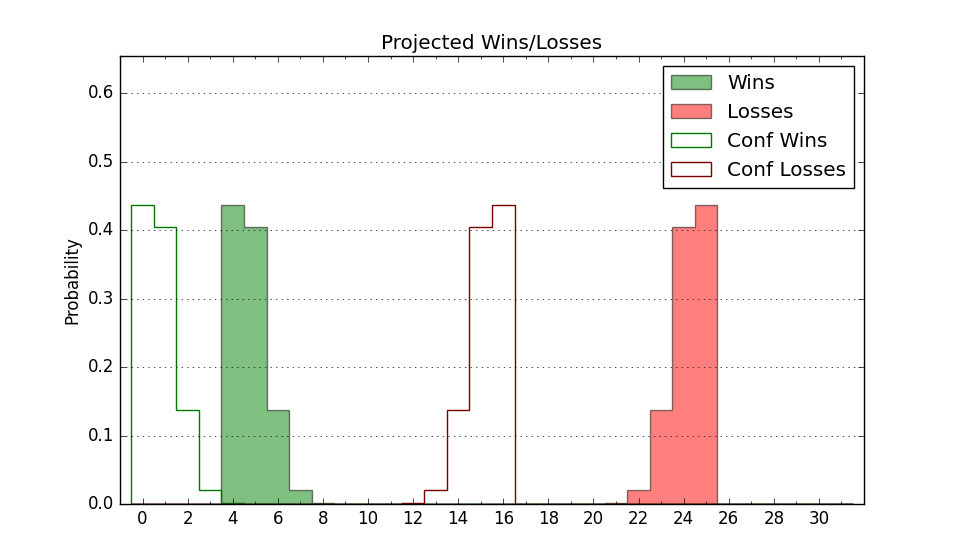 Projected Wins/Losses
Wins
Losses
Conf Wins
Conf Losses
Probability
0.6
0.5
0.4
0.3
0.2
0.1
0.0
0 2 4 6 8 10 12 14 16 18 20 22 24 26 28 30